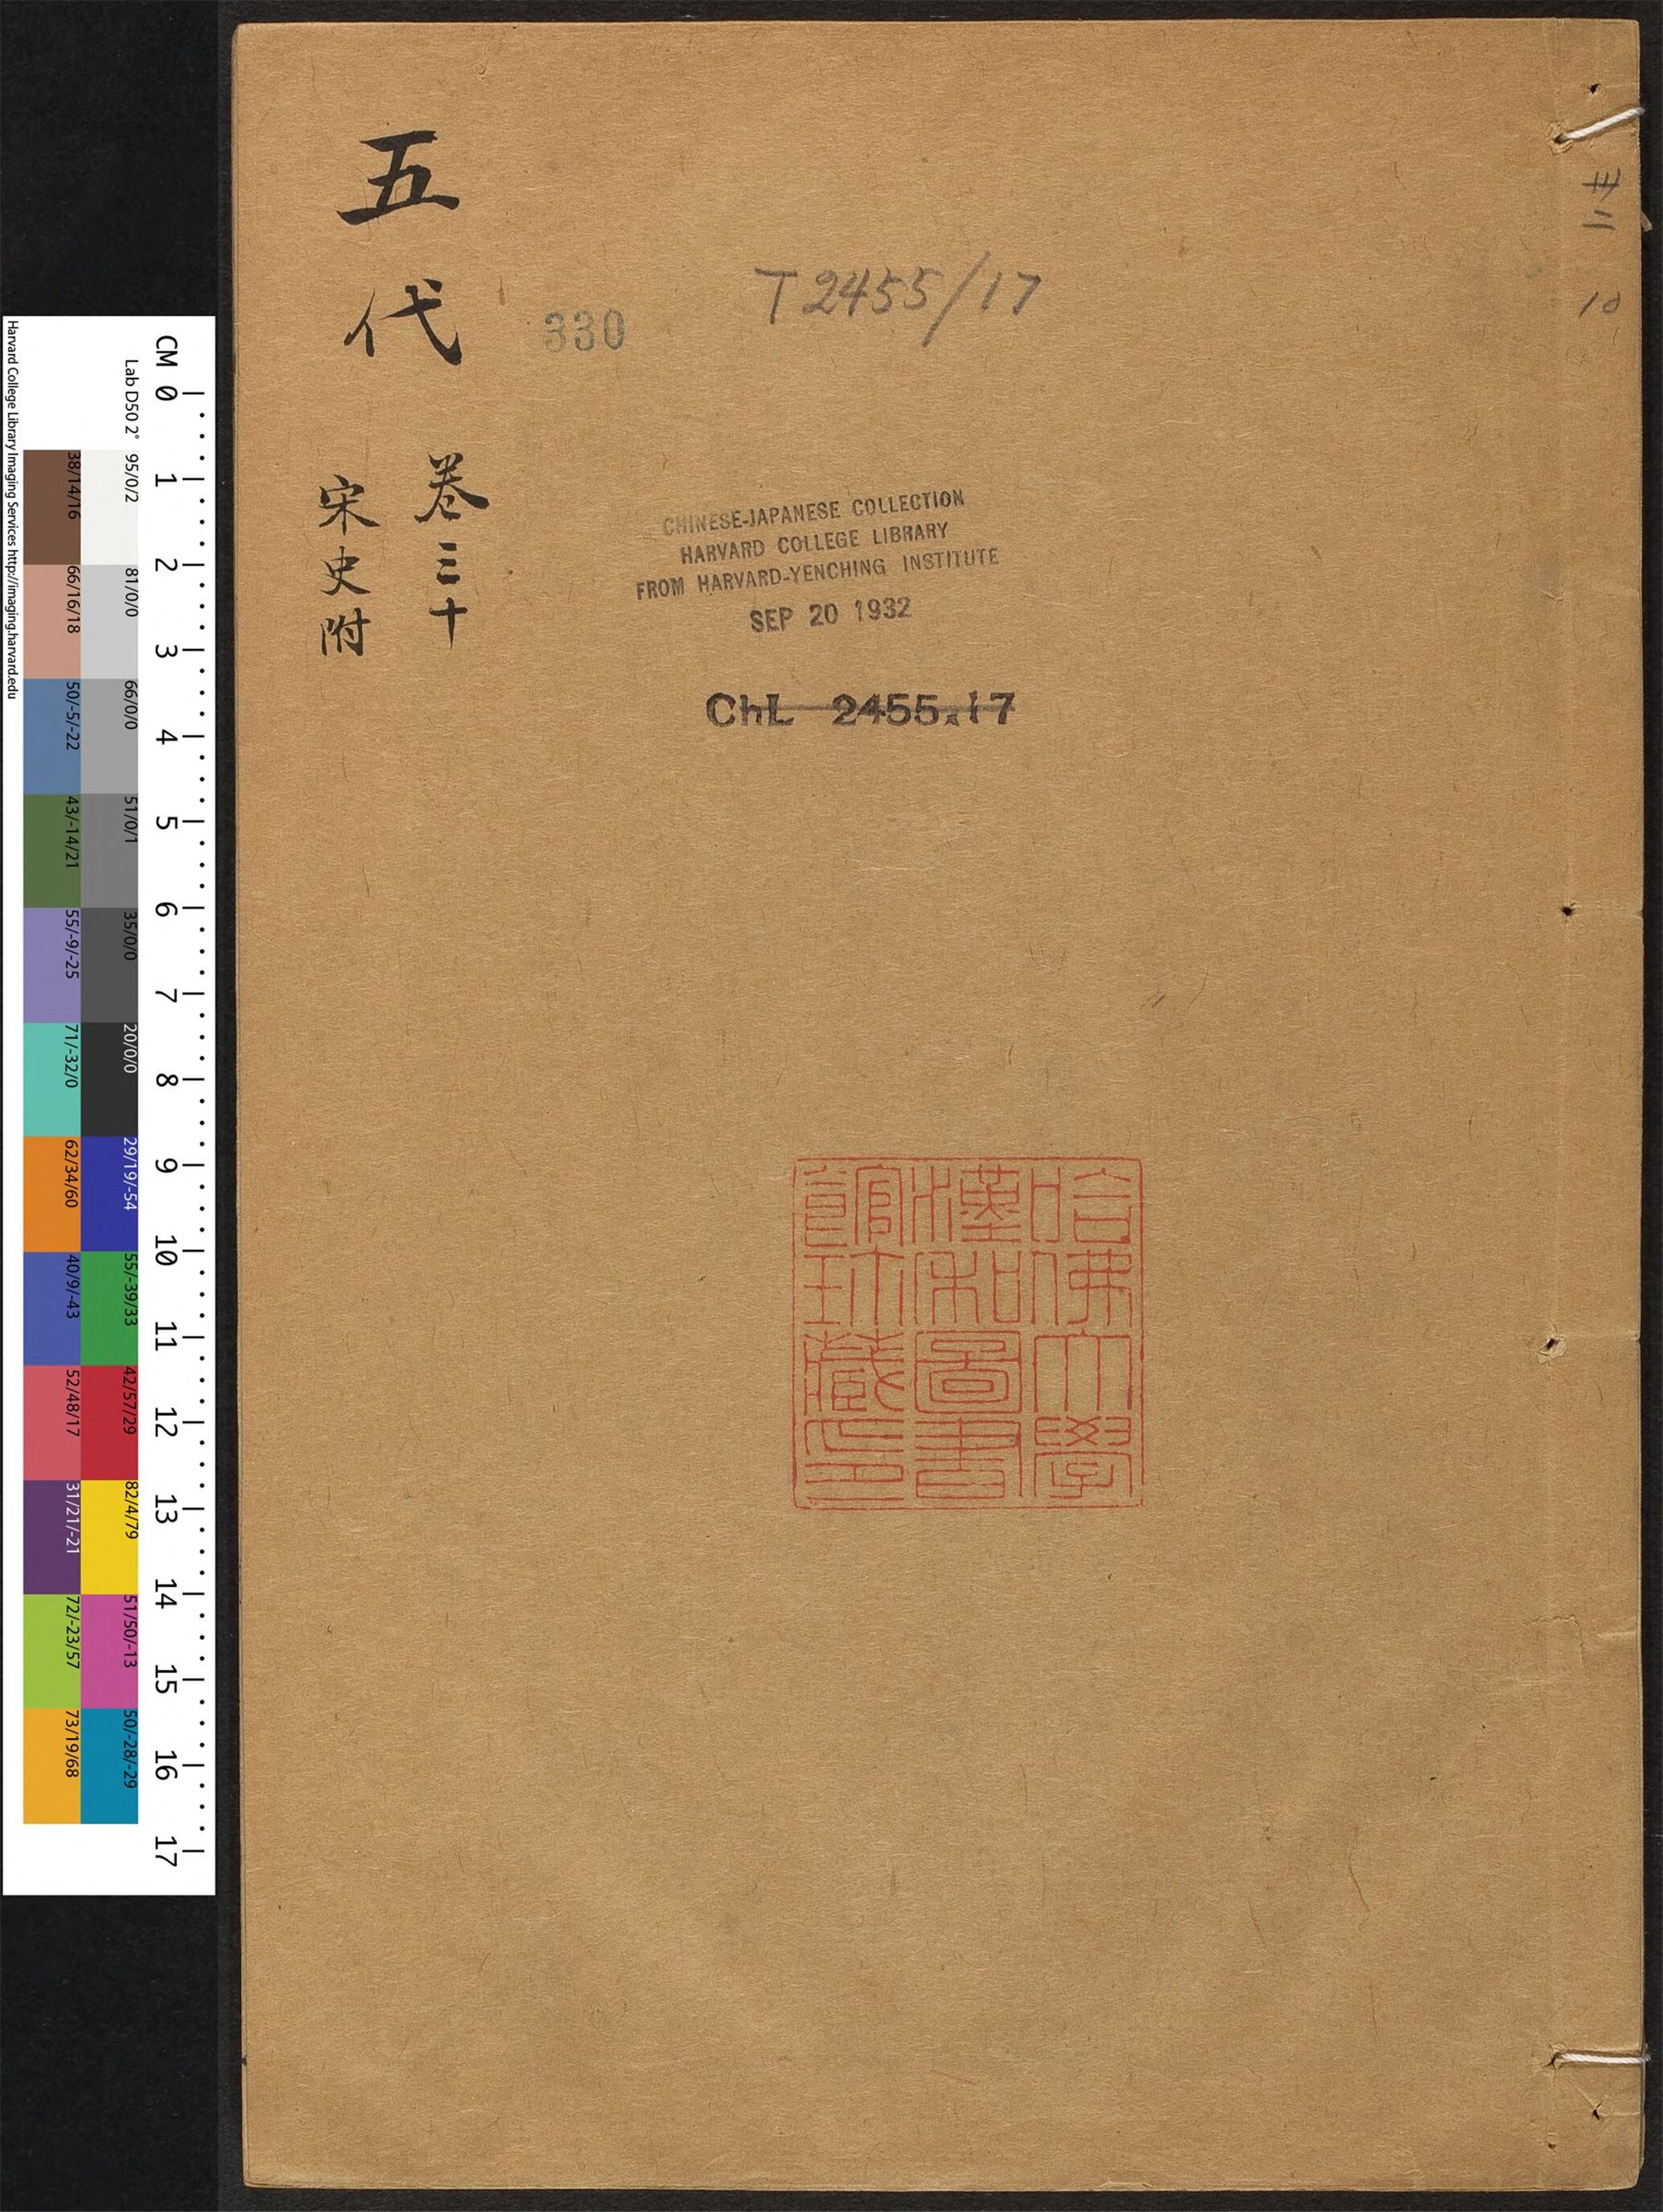 五代
卷三十
宋史附
330
T2455/17
CHINESE-JAPANESE COLLECTION
HARVARD COLLEGE LIBRARY
FROM HARVARD-YENCHING INSTITUTE
SEP 20 1932
ChL 2455.17
哈佛大學
漢和圖書
館珍藏印
10
CM 0 1 2 3 4 5 6 7 8 9 10 11 12 13 14 15 16 17
Lab D50 2° 95/0/2 81/0/0 66/0/0 51/0/1 35/0/0 20/0/0 29/19/-54 55/-39/33 42/57/29 82/4/79 51/50/-13 50/-28/-29
38/14/16 66/16/18 50/-5/-22 43/-14/21 55/-9/-25 71/-32/0 62/34/60 40/9/-43 52/48/17 31/21/-21 72/-23/57 73/19/68
Harvard College Library Imaging Services http://imaging.harvard.edu